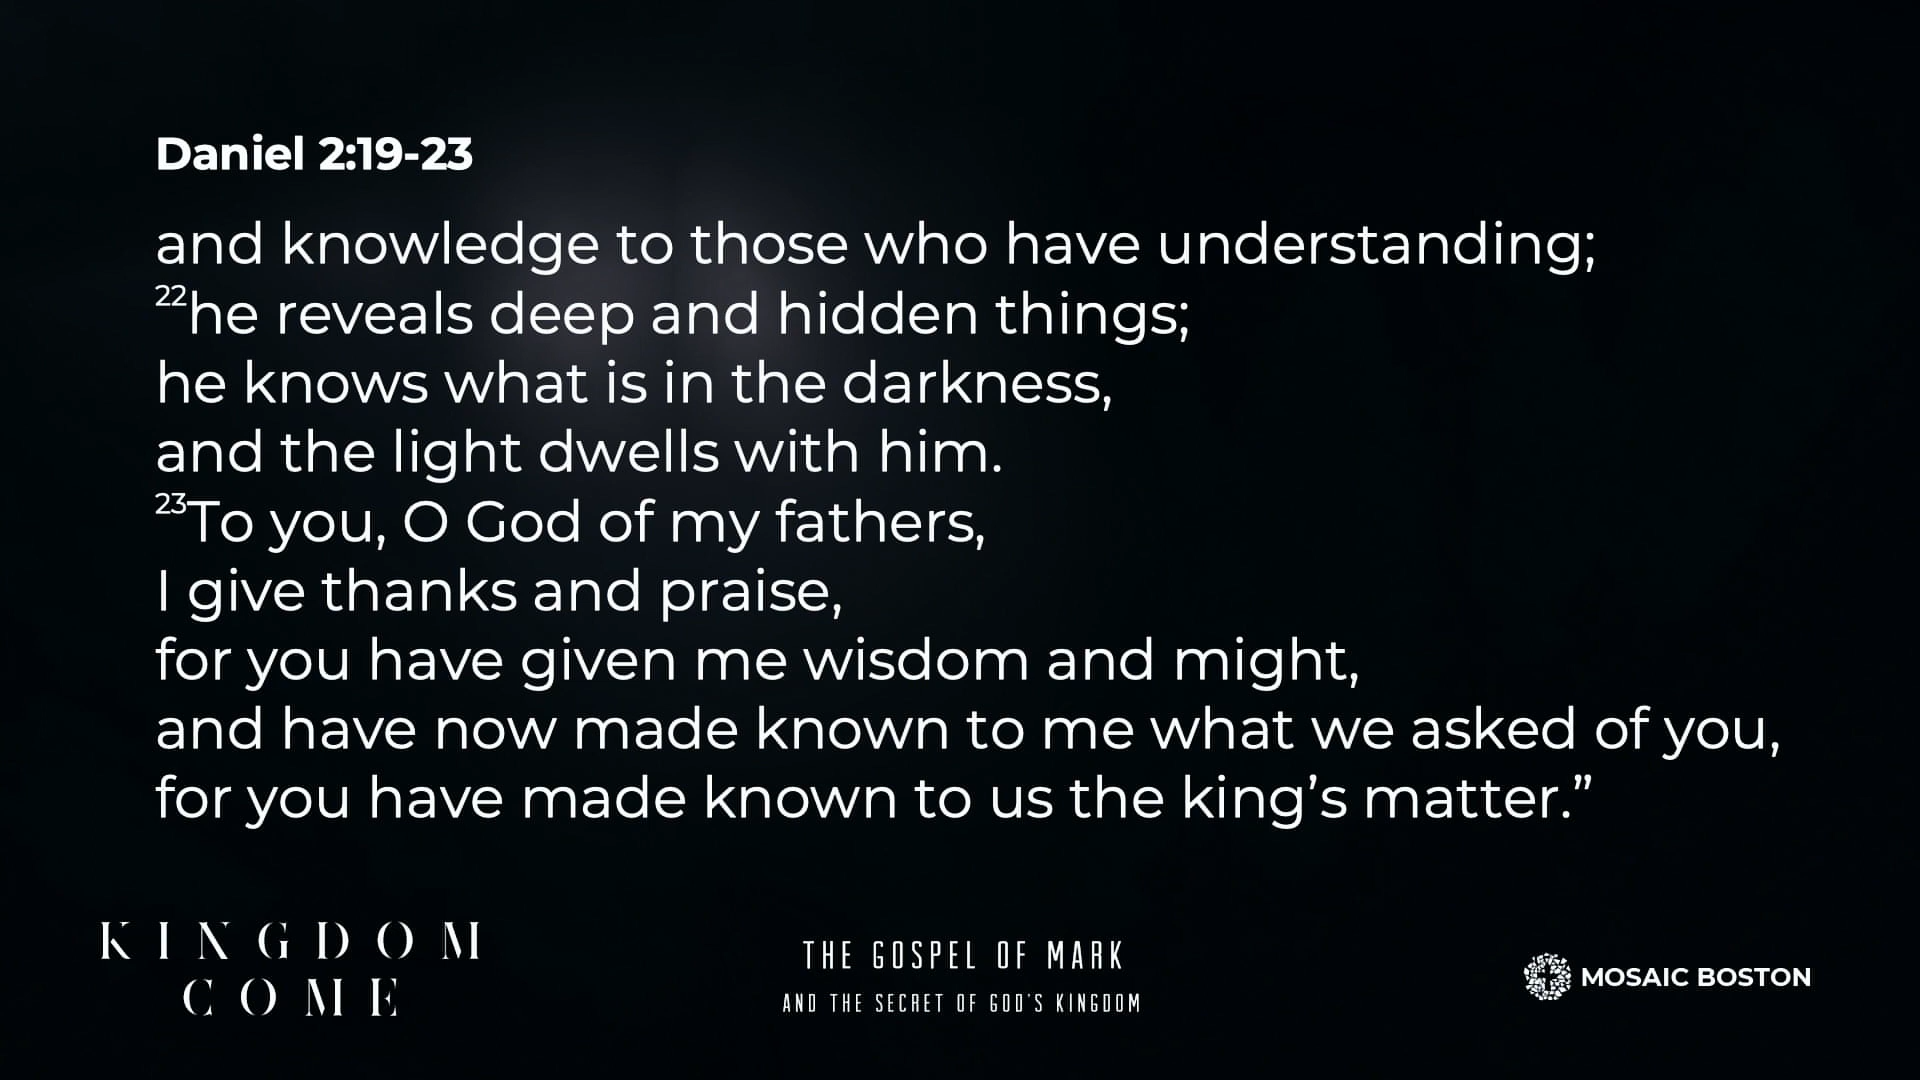 Daniel 2:19-23
and knowledge to those who have understanding;
22he reveals deep and hidden things;
he knows what is in the darkness,
and the light dwells with him.
23To you, O God of my fathers,
I give thanks and praise,
for you have given me wisdom and might,
and have now made known to me what we asked of you,
for you have made known to us the king’s matter.”
KINGDOM
COME
THE GOSPEL OF MARK
AND THE SECRET OF GOD'S KINGDOM
MOSAIC BOSTON